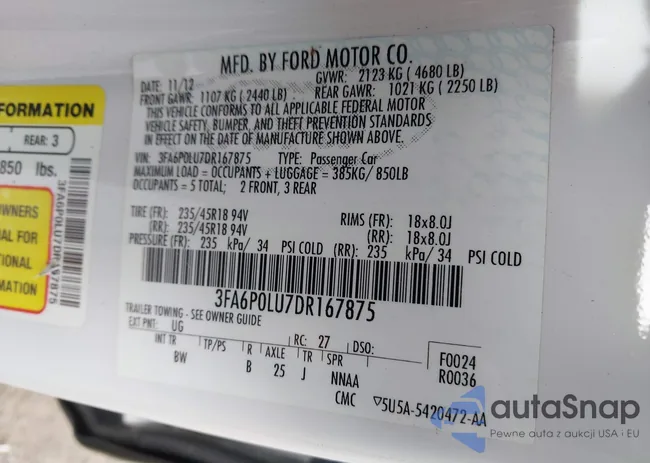 MFD. BY FORD MOTOR CO.
DATE: 11/12 GVWR: 2123 KG ( 4680 LB)
FRONT GAWR: 1107 KG ( 2440 LB) REAR GAWR: 1021 KG ( 2250 LB)
THIS VEHICLE CONFORMS TO ALL APPLICABLE FEDERAL MOTOR
VEHICLE SAFETY, BUMPER, AND THEFT PREVENTION STANDARDS
IN EFFECT ON THE DATE OF MANUFACTURE SHOWN ABOVE.
VIN: 3FA6P0LU7DR167875 TYPE: Passenger Car
MAXIMUM LOAD = OCCUPANTS + LUGGAGE = 385KG/ 850LB
OCCUPANTS = 5 TOTAL; 2 FRONT, 3 REAR
TIRE (FR): 235/45R18 94V RIMS (FR): 18x8.0J
(RR): 235/45R18 94V (RR): 18x8.0J
PRESSURE (FR): 235 kPa/ 34 PSI COLD (RR): 235 kPa/ 34 PSI COLD
3FA6P0LU7DR167875
TRAILER TOWING - SEE OWNER GUIDE
EXT PNT: UG RC: 27 DSO:
INT TR TP/PS R AXLE TR SPR F0024
BW B 25 J NNAA R0036
CMC 5U5A-5420472-AA
INFORMATION
REAR: 3
850 lbs.
3FA6P0LU7DR167875
OWNERS
UAL FOR
TIONAL
MATION
autaSnap
Pewne auta z aukcji USA i EU